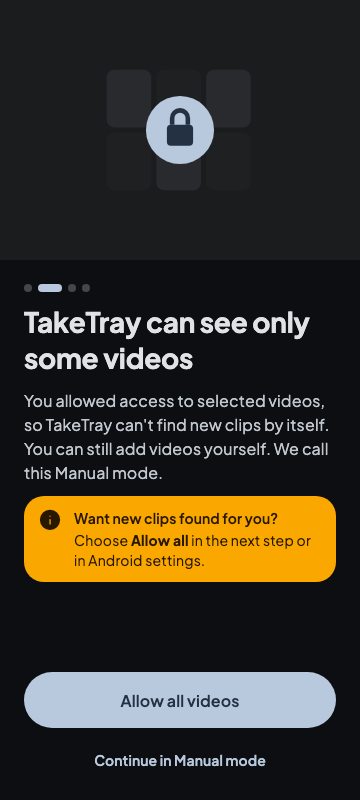 TakeTray can see only
some videos
You allowed access to selected videos,
so TakeTray can't find new clips by itself.
You can still add videos yourself. We call
this Manual mode.
Want new clips found for you?
Choose Allow all in the next step or
in Android settings.
Allow all videos
Continue in Manual mode